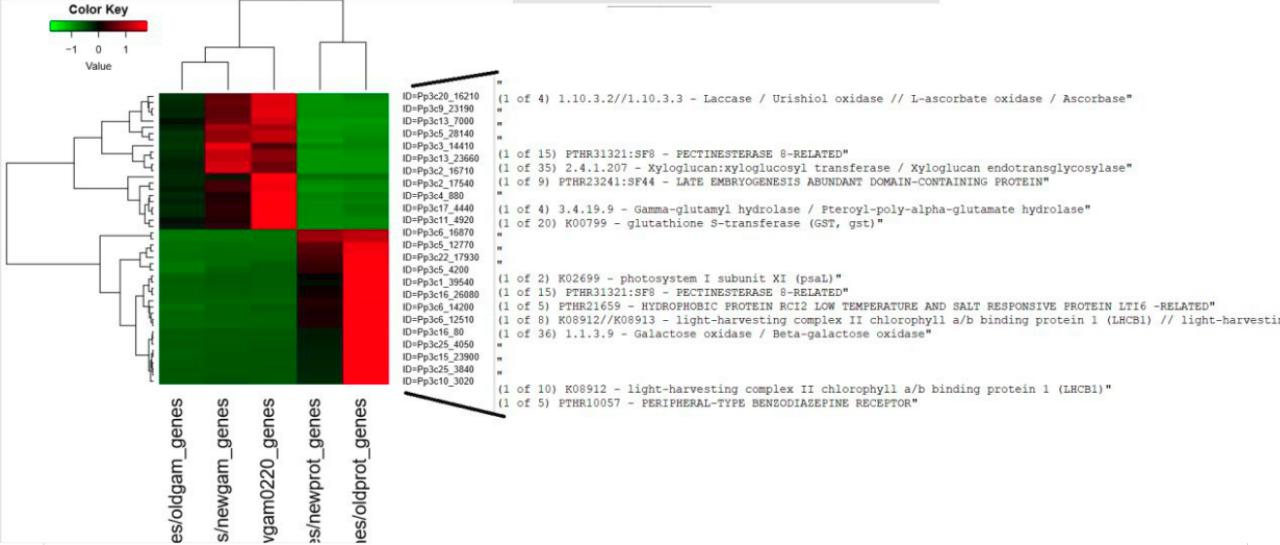 Color Key
−1 0 1
Value
ID=Pp3c20_16210
ID=Pp3c9_23190
ID=Pp3c13_7000
ID=Pp3c5_28140
ID=Pp3c3_14410
ID=Pp3c13_23660
ID=Pp3c2_16710
ID=Pp3c2_17540
ID=Pp3c4_880
ID=Pp3c17_4440
ID=Pp3c11_4920
ID=Pp3c6_16870
ID=Pp3c5_12770
ID=Pp3c22_17930
ID=Pp3c5_4200
ID=Pp3c1_39540
ID=Pp3c16_26080
ID=Pp3c6_14200
ID=Pp3c6_12510
ID=Pp3c16_80
ID=Pp3c25_4050
ID=Pp3c15_23900
ID=Pp3c25_3840
ID=Pp3c10_3020
"
(1 of 4) 1.10.3.2//1.10.3.3 - Laccase / Urishiol oxidase // L-ascorbate oxidase / Ascorbase"
"
"
"
(1 of 15) PTHR31321:SF8 - PECTINESTERASE 8-RELATED"
(1 of 35) 2.4.1.207 - Xyloglucan:xyloglucosyl transferase / Xyloglucan endotransglycosylase"
(1 of 9) PTHR23241:SF44 - LATE EMBRYOGENESIS ABUNDANT DOMAIN-CONTAINING PROTEIN"
"
(1 of 4) 3.4.19.9 - Gamma-glutamyl hydrolase / Pteroyl-poly-alpha-glutamate hydrolase"
(1 of 20) K00799 - glutathione S-transferase (GST, gst)"
"
"
"
(1 of 2) K02699 - photosystem I subunit XI (psaL)"
(1 of 15) PTHR31321:SF8 - PECTINESTERASE 8-RELATED"
(1 of 5) PTHR21659 - HYDROPHOBIC PROTEIN RCI2 LOW TEMPERATURE AND SALT RESPONSIVE PROTEIN LTI6 -RELATED"
(1 of 8) K08912//K08913 - light-harvesting complex II chlorophyll a/b binding protein 1 (LHCB1) // light-harvestin
(1 of 36) 1.1.3.9 - Galactose oxidase / Beta-galactose oxidase"
"
"
"
(1 of 10) K08912 - light-harvesting complex II chlorophyll a/b binding protein 1 (LHCB1)"
(1 of 5) PTHR10057 - PERIPHERAL-TYPE BENZODIAZEPINE RECEPTOR"
es/oldgam_genes
s/newgam_genes
vgam0220_genes
es/newprot_genes
nes/oldprot_genes